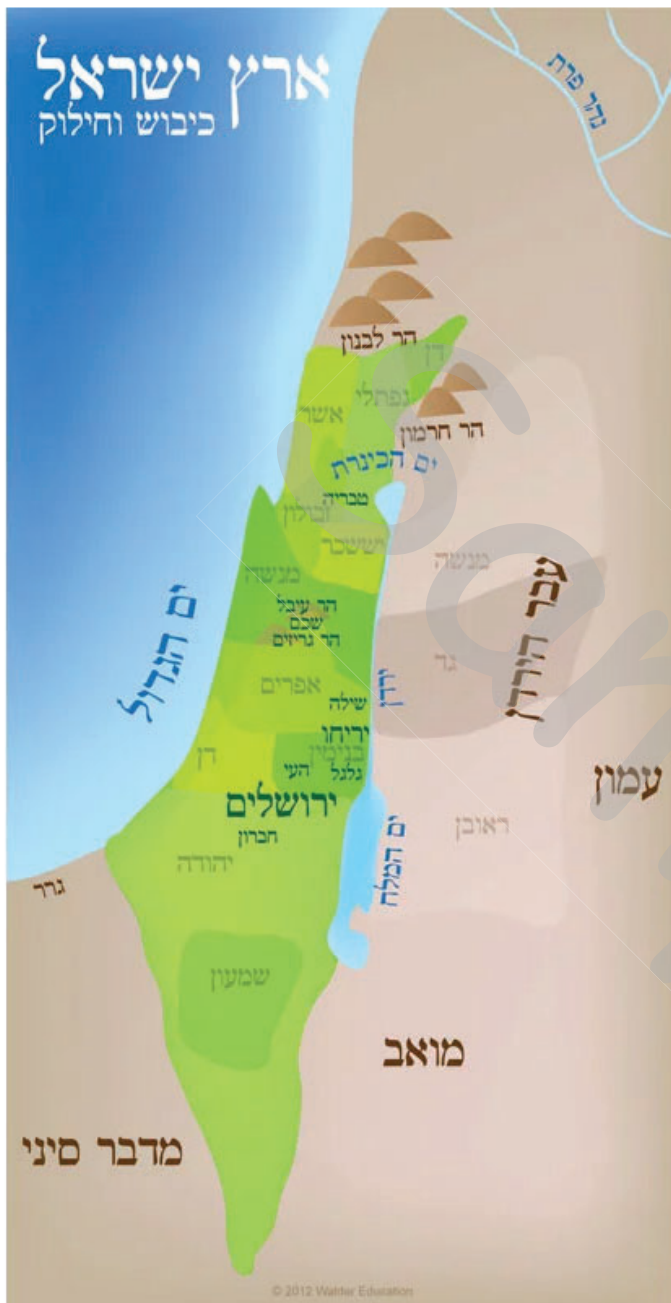 ארץ ישראל
כיבוש וחילוק
נהר פרת
הר לבנון
דן
נפתלי
אשר
הר חרמון
ים הכינרת
טבריה
זבולון
יששכר
מנשה
מנשה
עבר הירדן
הר עיבל
שכם
הר גריזים
ים הגדול
גד
אפרים
ירדן
שילה
יריחו
בנימין
דן
העי
גלגל
עמון
ירושלים
חברון
ראובן
ים המלח
יהודה
גרר
שמעון
מואב
מדבר סיני
© 2012 Walder Education